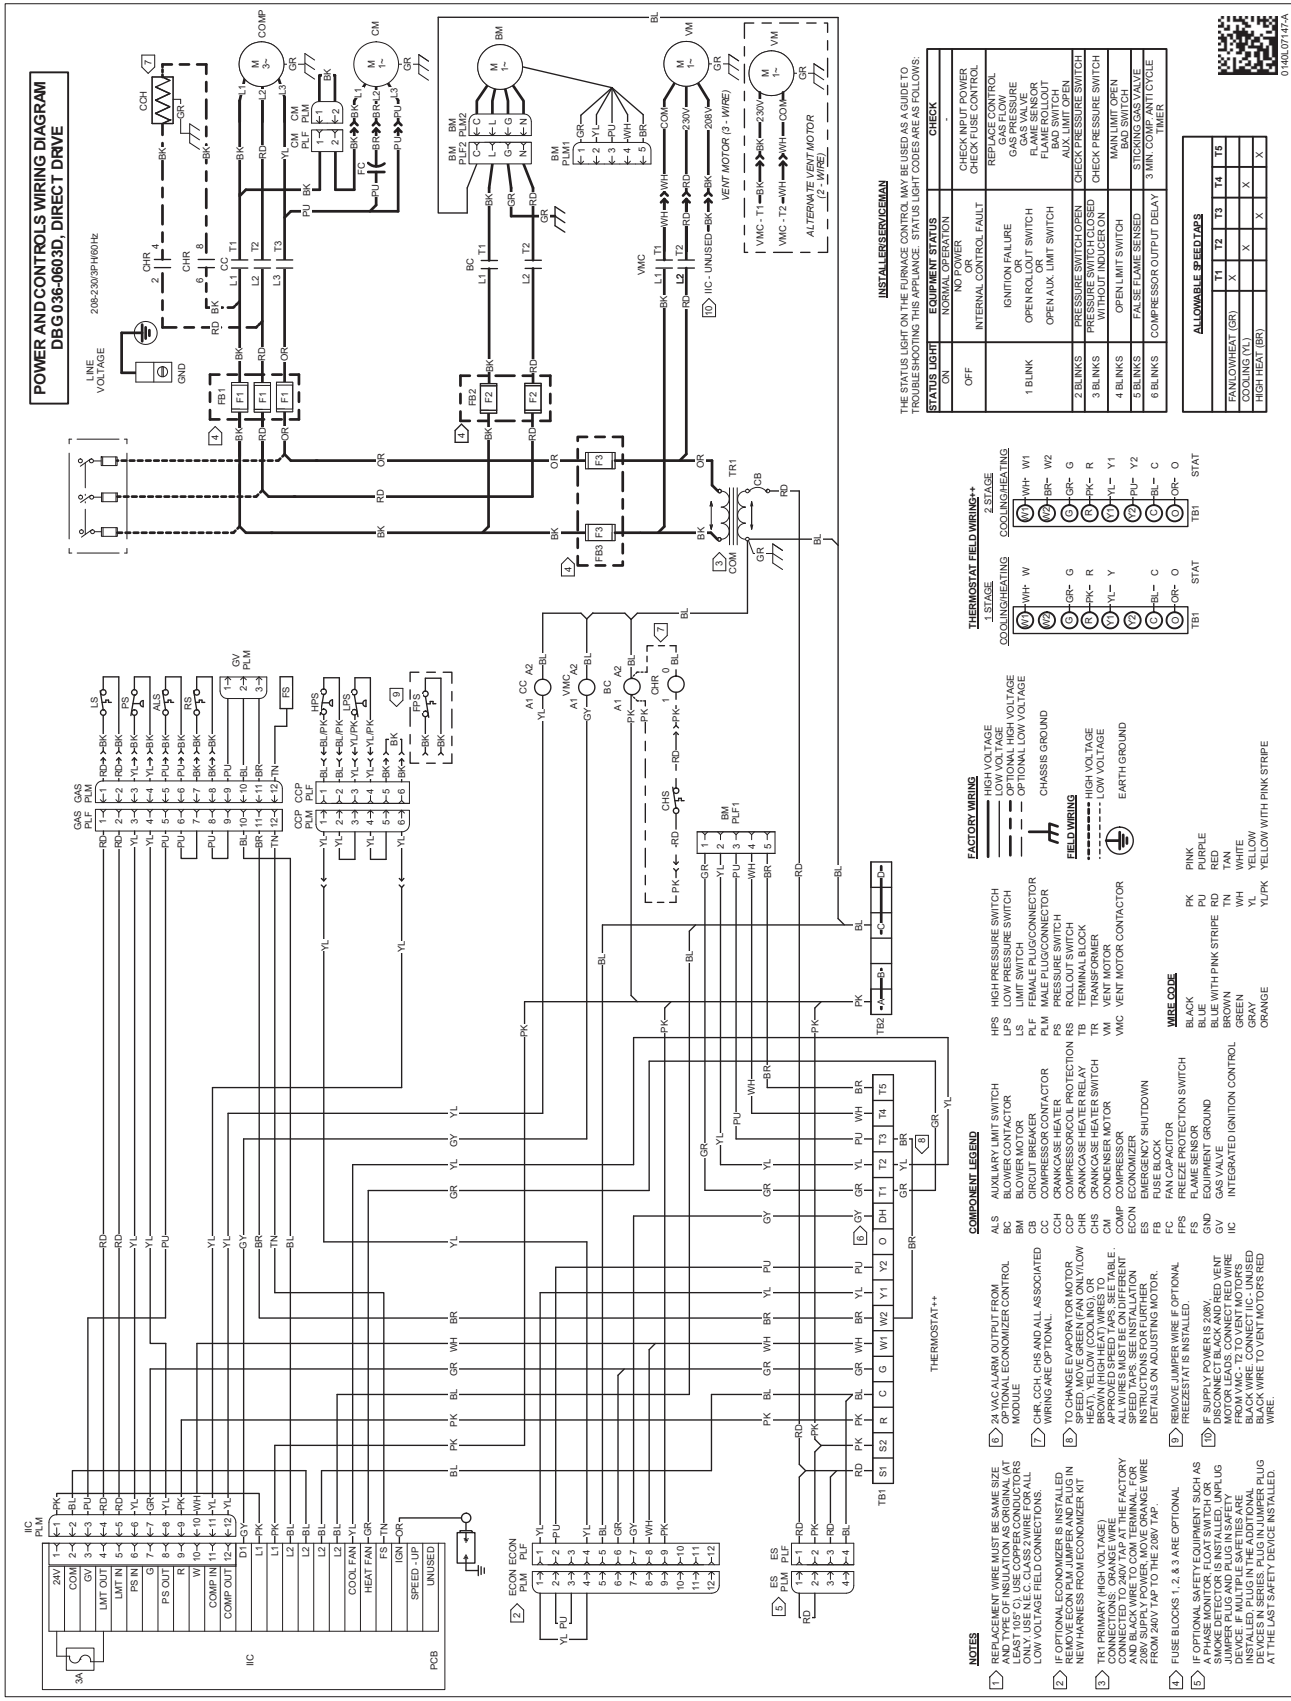 POWER AND CONTROLS WIRING DIAGRAM
DBG036-0603D, DIRECT DRIVE
208-230/3PH/60Hz
LINE
VOLTAGE
GND
CCH
COMP
CM
BM
VM
VENT MOTOR (3 - WIRE)
ALTERNATE VENT MOTOR
(2 - WIRE)
IIC - UNUSED
THERMOSTAT++
INSTALLER/SERVICEMAN
THE STATUS LIGHT ON THE FURNACE CONTROL MAY BE USED AS A GUIDE TO
TROUBLESHOOTING THIS APPLIANCE. STATUS LIGHT CODES ARE AS FOLLOWS:
STATUS LIGHT EQUIPMENT STATUS CHECK
ON NORMAL OPERATION -
OFF NO POWER OR INTERNAL CONTROL FAULT CHECK INPUT POWER CHECK FUSE CONTROL REPLACE CONTROL
1 BLINK IGNITION FAILURE OR OPEN ROLLOUT SWITCH OR OPEN AUX. LIMIT SWITCH GAS FLOW GAS PRESSURE GAS VALVE FLAME SENSOR FLAME ROLLOUT BAD SWITCH AUX. LIMIT OPEN
2 BLINKS PRESSURE SWITCH OPEN CHECK PRESSURE SWITCH
3 BLINKS PRESSURE SWITCH CLOSED WITHOUT INDUCER ON CHECK PRESSURE SWITCH
4 BLINKS OPEN LIMIT SWITCH MAIN LIMIT OPEN BAD SWITCH
5 BLINKS FALSE FLAME SENSED STICKING GAS VALVE
6 BLINKS COMPRESSOR OUTPUT DELAY 3 MIN. COMP. ANTI CYCLE TIMER
ALLOWABLE SPEED TAPS
T1 T2 T3 T4 T5
FAN/LOWHEAT (GR) X
COOLING (YL) X X
HIGH HEAT (BR) X X
THERMOSTAT FIELD WIRING++
1 STAGE
COOLING/HEATING
2 STAGE
COOLING/HEATING
TB1 STAT
TB1 STAT
FACTORY WIRING
HIGH VOLTAGE
LOW VOLTAGE
OPTIONAL HIGH VOLTAGE
OPTIONAL LOW VOLTAGE
CHASSIS GROUND
FIELD WIRING
HIGH VOLTAGE
LOW VOLTAGE
EARTH GROUND
COMPONENT LEGEND
ALS AUXILIARY LIMIT SWITCH
BC BLOWER CONTACTOR
BM BLOWER MOTOR
CB CIRCUIT BREAKER
CC COMPRESSOR CONTACTOR
CCH CRANKCASE HEATER
CCP COMPRESSOR/COIL PROTECTION
CHR CRANKCASE HEATER RELAY
CHS CRANKCASE HEATER SWITCH
CM CONDENSER MOTOR
COMP COMPRESSOR
ECON ECONOMIZER
ES EMERGENCY SHUTDOWN
FB FUSE BLOCK
FC FAN CAPACITOR
FPS FREEZE PROTECTION SWITCH
FS FLAME SENSOR
GND EQUIPMENT GROUND
GV GAS VALVE
IIC INTEGRATED IGNITION CONTROL
HPS HIGH PRESSURE SWITCH
LPS LOW PRESSURE SWITCH
LS LIMIT SWITCH
PLF FEMALE PLUG/CONNECTOR
PLM MALE PLUG/CONNECTOR
PS PRESSURE SWITCH
RS ROLLOUT SWITCH
TB TERMINAL BLOCK
TR TRANSFORMER
VM VENT MOTOR
VMC VENT MOTOR CONTACTOR
WIRE CODE
BLACK
BLUE
BLUE WITH PINK STRIPE
BROWN
GREEN
GRAY
ORANGE
PK PINK
PU PURPLE
RD RED
TN TAN
WH WHITE
YL YELLOW
YL/PK YELLOW WITH PINK STRIPE
NOTES
1 REPLACEMENT WIRE MUST BE SAME SIZE
AND TYPE OF INSULATION AS ORIGINAL (AT
LEAST 105° C). USE COPPER CONDUCTORS
ONLY. USE N.E.C. CLASS 2 WIRE FOR ALL
LOW VOLTAGE FIELD CONNECTIONS.
2 IF OPTIONAL ECONOMIZER IS INSTALLED
REMOVE ECON PLM JUMPER AND PLUG IN
NEW HARNESS FROM ECONOMIZER KIT
3 TR1 PRIMARY (HIGH VOLTAGE)
CONNECTIONS: ORANGE WIRE
CONNECTED TO 240V TAP AT THE FACTORY
AND BLACK WIRE TO COM TERMINAL, FOR
208V SUPPLY POWER, MOVE ORANGE WIRE
FROM 240V TAP TO THE 208V TAP.
4 FUSE BLOCKS 1, 2, & 3 ARE OPTIONAL
5 IF OPTIONAL SAFETY EQUIPMENT SUCH AS
A PHASE MONITOR, FLOAT SWITCH OR
SMOKE DETECTOR IS INSTALLED, UNPLUG
JUMPER PLUG AND PLUG IN SAFETY
DEVICE. IF MULTIPLE SAFETIES ARE
INSTALLED, PLUG IN THE ADDITIONAL
DEVICES IN SERIES. PLUG IN JUMPER PLUG
AT THE LAST SAFETY DEVICE INSTALLED.
6 24 VAC ALARM OUTPUT FROM
OPTIONAL ECONOMIZER CONTROL
MODULE
7 CHR, CCH, CHS AND ALL ASSOCIATED
WIRING ARE OPTIONAL.
8 TO CHANGE EVAPORATOR MOTOR
SPEED, MOVE GREEN (FAN ONLY/LOW
HEAT), YELLOW (COOLING), OR
BROWN (HIGH HEAT) WIRES TO
APPROVED SPEED TAPS. SEE TABLE.
ALL WIRES MUST BE ON DIFFERENT
SPEED TAPS. SEE INSTALLATION
INSTRUCTIONS FOR FURTHER
DETAILS ON ADJUSTING MOTOR.
9 REMOVE JUMPER WIRE IF OPTIONAL
FREEZESTAT IS INSTALLED.
10 IF SUPPLY POWER IS 208V,
DISCONNECT BLACK AND RED VENT
MOTOR LEADS. CONNECT RED WIRE
FROM VMC - T2 TO VENT MOTOR'S
BLACK WIRE. CONNECT IIC - UNUSED
BLACK WIRE TO VENT MOTOR'S RED
WIRE.
0140L07147-A